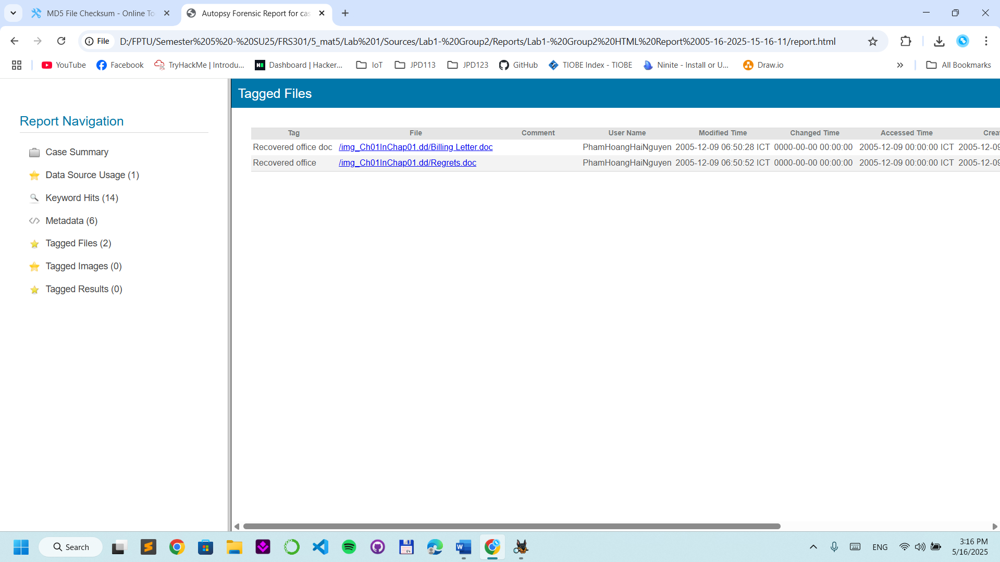 MD5 File Checksum - Online To
Autopsy Forensic Report for cas
File
D:/FPTU/Semester%205%20-%20SU25/FRS301/5_mat5/Lab%201/Sources/Lab1-%20Group2/Reports/Lab1-%20Group2%20HTML%20Report%2005-16-2025-15-16-11/report.html
YouTube Facebook TryHackMe | Introdu... Dashboard | Hacker... IoT JPD113 JPD123 GitHub TIOBE Index - TIOBE Ninite - Install or U... Draw.io » All Bookmarks
Tagged Files
Report Navigation
Case Summary
Data Source Usage (1)
Keyword Hits (14)
Metadata (6)
Tagged Files (2)
Tagged Images (0)
Tagged Results (0)
Tag File Comment User Name Modified Time Changed Time Accessed Time Creat
Recovered office doc /img_Ch01InChap01.dd/Billing Letter.doc PhamHoangHaiNguyen 2005-12-09 06:50:28 ICT 0000-00-00 00:00:00 2005-12-09 00:00:00 ICT 2005-12-09
Recovered office /img_Ch01InChap01.dd/Regrets.doc PhamHoangHaiNguyen 2005-12-09 06:50:52 ICT 0000-00-00 00:00:00 2005-12-09 00:00:00 ICT 2005-12-09
Search
ENG
3:16 PM
5/16/2025